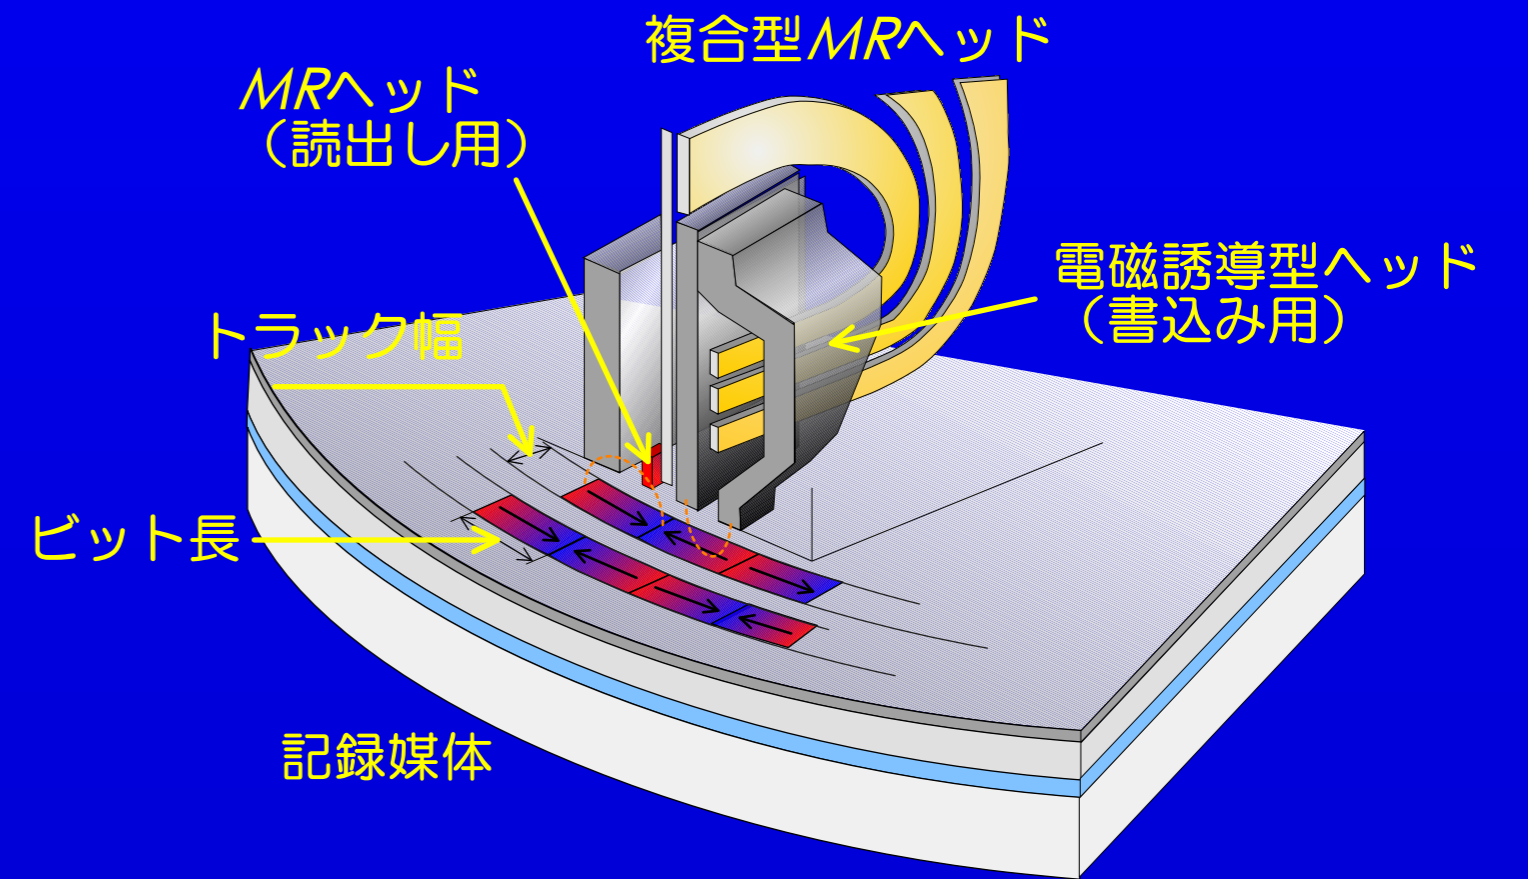 複合型MRヘッド
MRヘッド
（読出し用）
電磁誘導型ヘッド
（書込み用）
トラック幅
ビット長
記録媒体